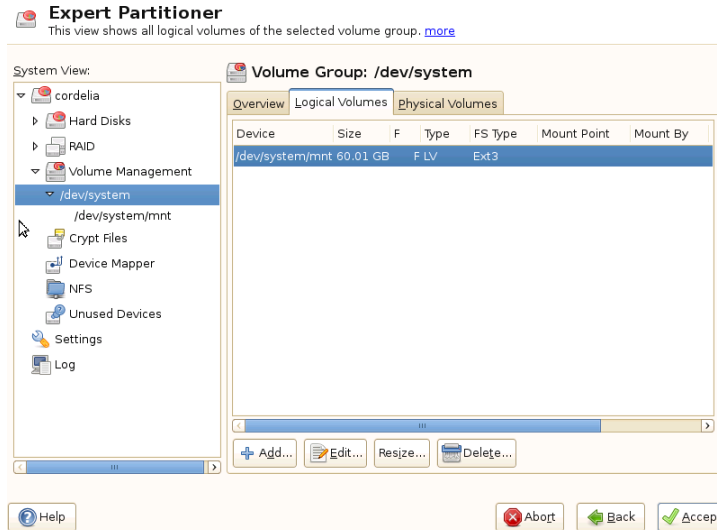 Expert Partitioner
This view shows all logical volumes of the selected volume group. more
System View:
cordelia
Hard Disks
RAID
Volume Management
/dev/system
/dev/system/mnt
Crypt Files
Device Mapper
NFS
Unused Devices
Settings
Log
Volume Group: /dev/system
Overview Logical Volumes Physical Volumes
Device Size F Type FS Type Mount Point Mount By
/dev/system/mnt 60.01 GB F LV Ext3
Add... Edit... Resize... Delete...
Help Abort Back Accep